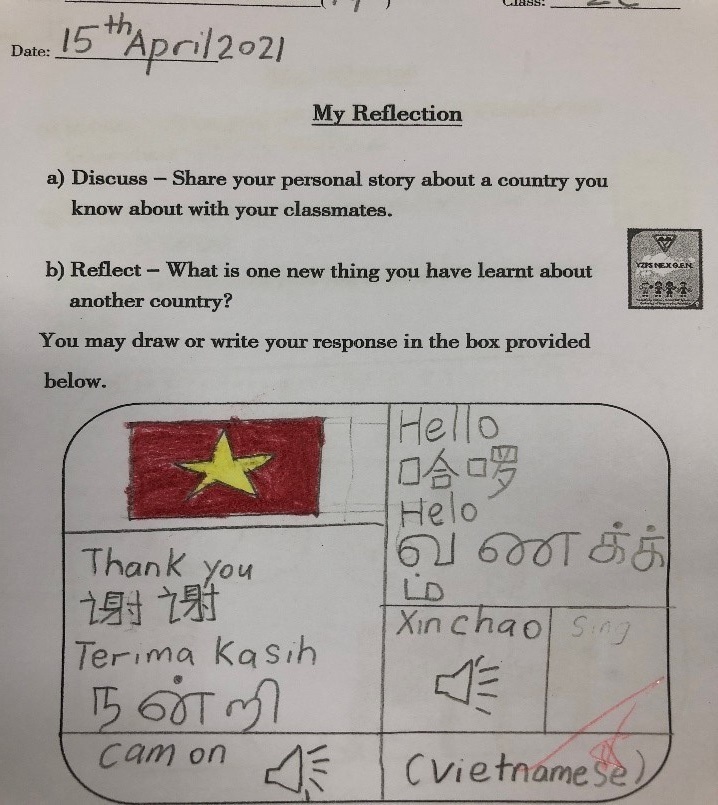 Class: 2C
Date: 15th April 2021
My Reflection
a) Discuss – Share your personal story about a country you
know about with your classmates.
b) Reflect – What is one new thing you have learnt about
another country?
YZPS NEX G.E.N.
You may draw or write your response in the box provided
below.
Hello
哈啰
Helo
வணக்க்
ம்
Thank you
谢谢
Terima Kasih
நன்றி
Xin chao
Sing
cam on
(Vietnamese)